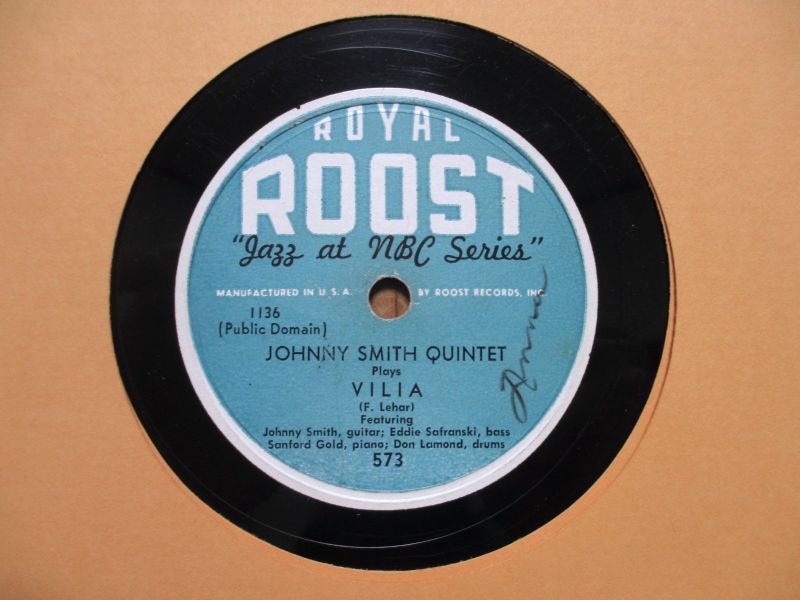 ROYAL
ROOST
"Jazz at NBC Series"
MANUFACTURED IN U.S.A. BY ROOST RECORDS, INC.
1136
(Public Domain)
JOHNNY SMITH QUINTET
Plays
VILIA
(F. Lehar)
Featuring
Johnny Smith, guitar; Eddie Safranski, bass
Sanford Gold, piano; Don Lamond, drums
573
Anna